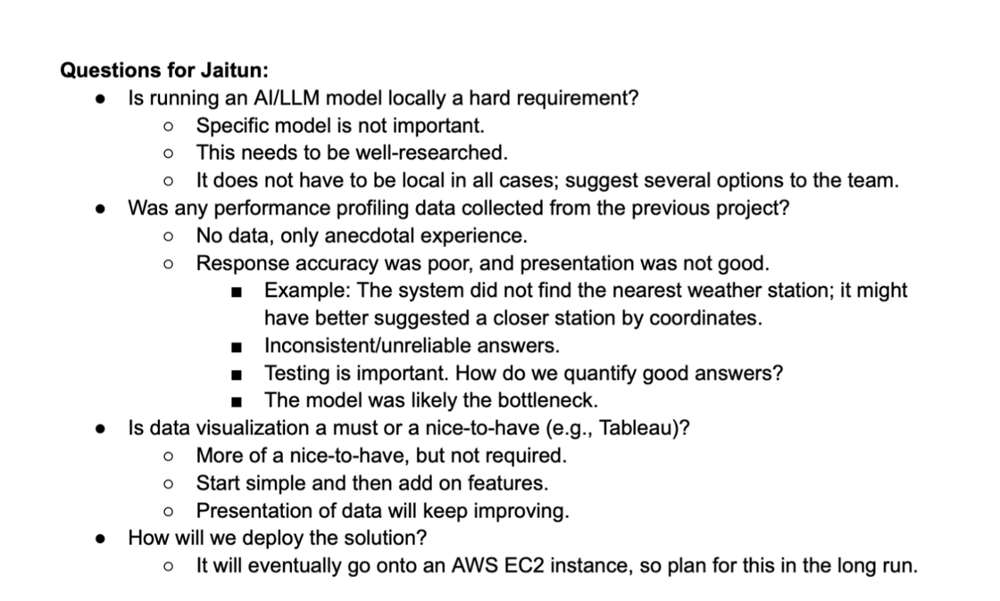 Questions for Jaitun:
● Is running an AI/LLM model locally a hard requirement?
○ Specific model is not important.
○ This needs to be well-researched.
○ It does not have to be local in all cases; suggest several options to the team.
● Was any performance profiling data collected from the previous project?
○ No data, only anecdotal experience.
○ Response accuracy was poor, and presentation was not good.
■ Example: The system did not find the nearest weather station; it might
have better suggested a closer station by coordinates.
■ Inconsistent/unreliable answers.
■ Testing is important. How do we quantify good answers?
■ The model was likely the bottleneck.
● Is data visualization a must or a nice-to-have (e.g., Tableau)?
○ More of a nice-to-have, but not required.
○ Start simple and then add on features.
○ Presentation of data will keep improving.
● How will we deploy the solution?
○ It will eventually go onto an AWS EC2 instance, so plan for this in the long run.